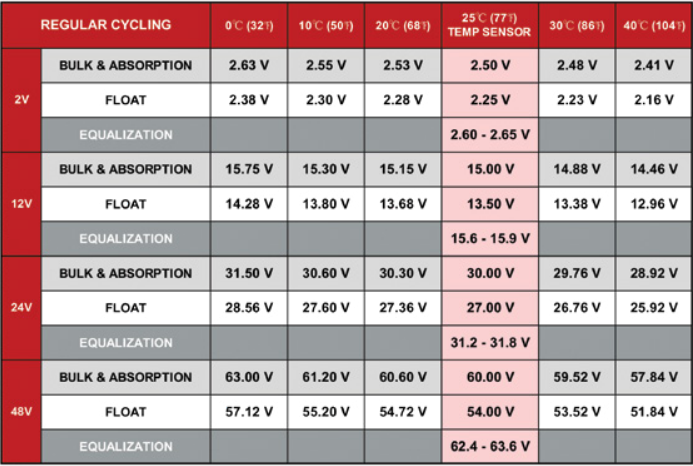 REGULAR CYCLING 0℃ (32℉) 10℃ (50℉) 20℃ (68℉) 25℃ (77℉) TEMP SENSOR 30℃ (86℉) 40℃ (104℉)
2V BULK & ABSORPTION 2.63 V 2.55 V 2.53 V 2.50 V 2.48 V 2.41 V
FLOAT 2.38 V 2.30 V 2.28 V 2.25 V 2.23 V 2.16 V
EQUALIZATION 2.60 - 2.65 V
12V BULK & ABSORPTION 15.75 V 15.30 V 15.15 V 15.00 V 14.88 V 14.46 V
FLOAT 14.28 V 13.80 V 13.68 V 13.50 V 13.38 V 12.96 V
EQUALIZATION 15.6 - 15.9 V
24V BULK & ABSORPTION 31.50 V 30.60 V 30.30 V 30.00 V 29.76 V 28.92 V
FLOAT 28.56 V 27.60 V 27.36 V 27.00 V 26.76 V 25.92 V
EQUALIZATION 31.2 - 31.8 V
48V BULK & ABSORPTION 63.00 V 61.20 V 60.60 V 60.00 V 59.52 V 57.84 V
FLOAT 57.12 V 55.20 V 54.72 V 54.00 V 53.52 V 51.84 V
EQUALIZATION 62.4 - 63.6 V